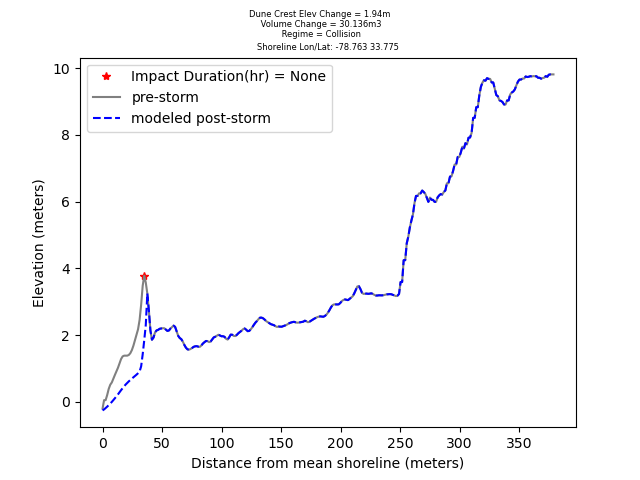 Dune Crest Elev Change = 1.94m
Volume Change = 30.136m3
Regime = Collision
Shoreline Lon/Lat: -78.763 33.775
Impact Duration(hr) = None
pre-storm
modeled post-storm
Elevation (meters)
10
8
6
4
2
0
0 50 100 150 200 250 300 350
Distance from mean shoreline (meters)